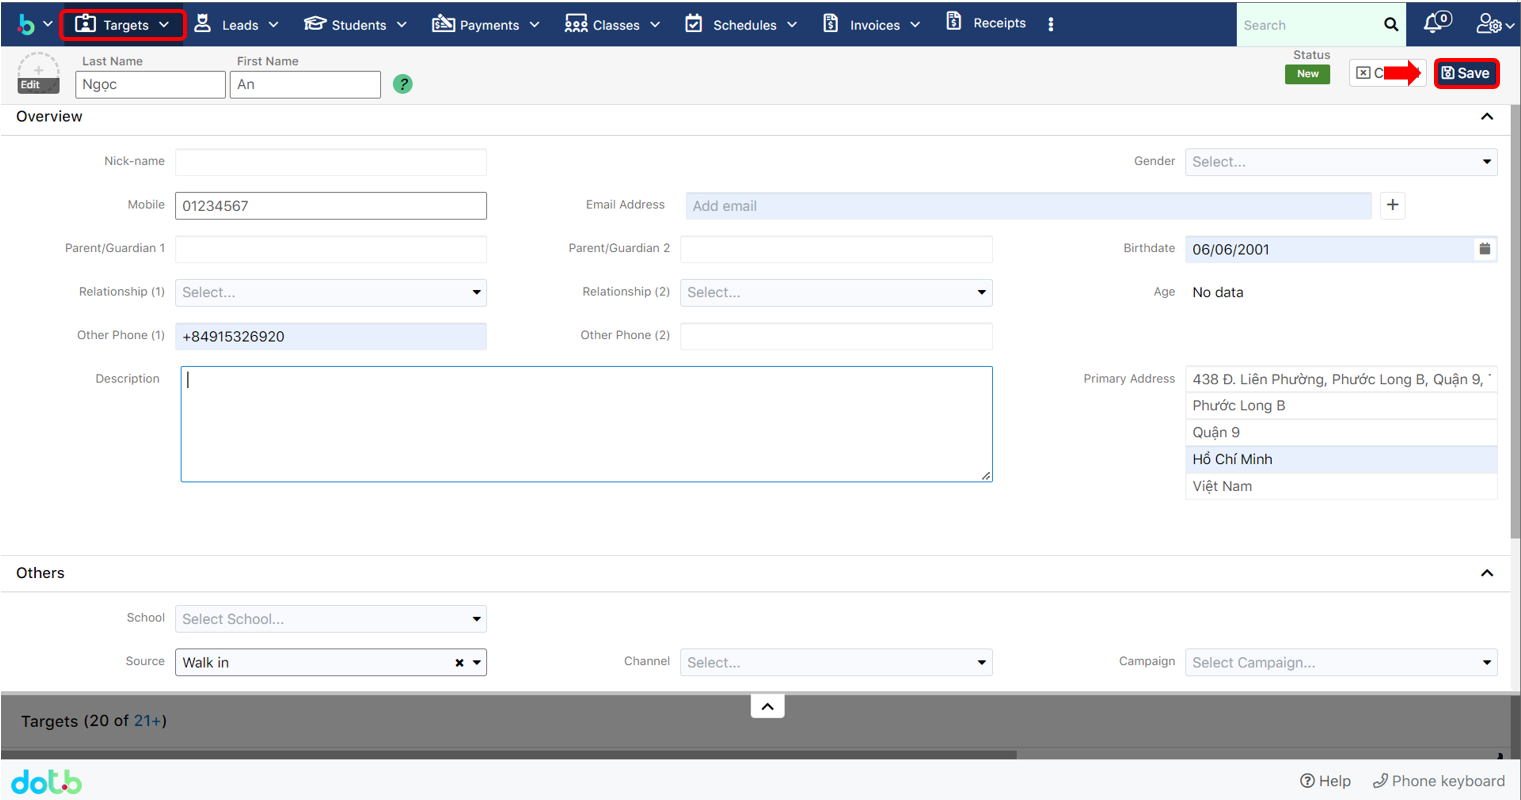 b Targets Leads Students Payments Classes Schedules Invoices Receipts Search 0
Last Name First Name Status
Edit Ngọc An ? New C Save
Overview
Nick-name Gender Select...
Mobile 01234567 Email Address Add email +
Parent/Guardian 1 Parent/Guardian 2 Birthdate 06/06/2001
Relationship (1) Select... Relationship (2) Select... Age No data
Other Phone (1) +84915326920 Other Phone (2)
Description Primary Address 438 Đ. Liên Phường, Phước Long B, Quận 9,
Phước Long B
Quận 9
Hồ Chí Minh
Việt Nam
Others
School Select School...
Source Walk in Channel Select... Campaign Select Campaign...
Targets (20 of 21+)
dot.b Help Phone keyboard